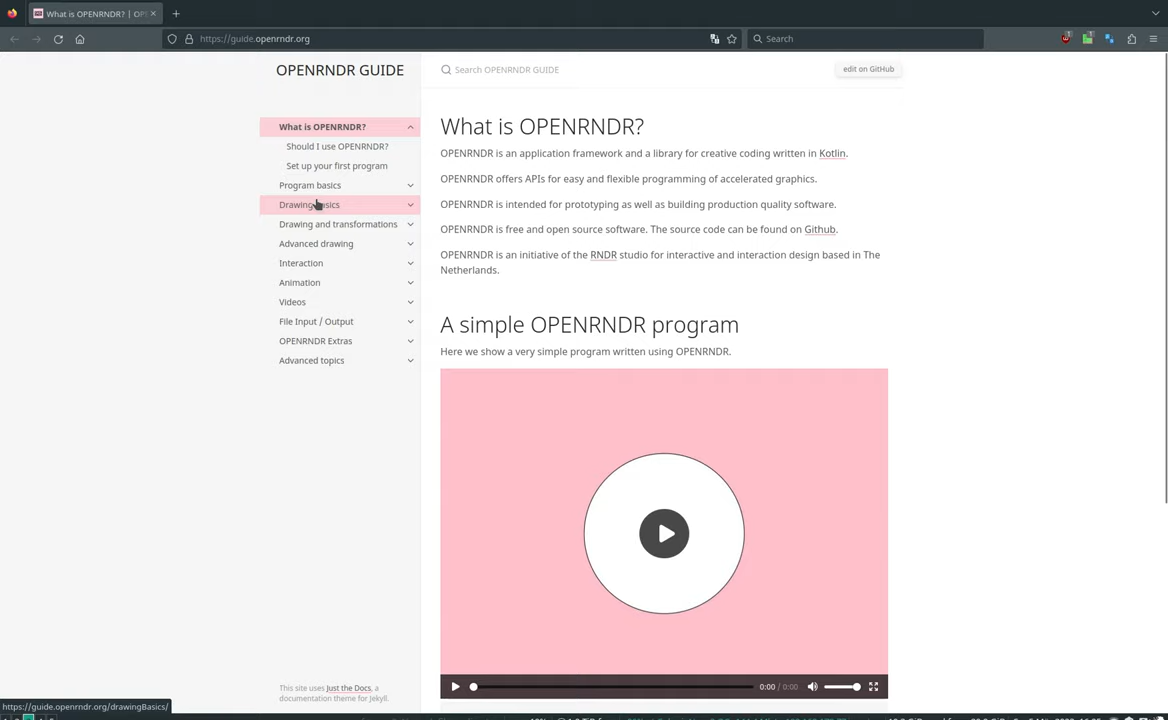 What is OPENRNDR? | OP
https://guide.openrndr.org
Search
OPENRNDR GUIDE
Search OPENRNDR GUIDE
edit on GitHub
What is OPENRNDR?
Should I use OPENRNDR?
Set up your first program
Program basics
Drawing basics
Drawing and transformations
Advanced drawing
Interaction
Animation
Videos
File Input / Output
OPENRNDR Extras
Advanced topics
What is OPENRNDR?
OPENRNDR is an application framework and a library for creative coding written in Kotlin.
OPENRNDR offers APIs for easy and flexible programming of accelerated graphics.
OPENRNDR is intended for prototyping as well as building production quality software.
OPENRNDR is free and open source software. The source code can be found on Github.
OPENRNDR is an initiative of the RNDR studio for interactive and interaction design based in The
Netherlands.
A simple OPENRNDR program
Here we show a very simple program written using OPENRNDR.
0:00 / 0:00
This site uses Just the Docs, a
documentation theme for Jekyll.
https://guide.openrndr.org/drawingBasics/